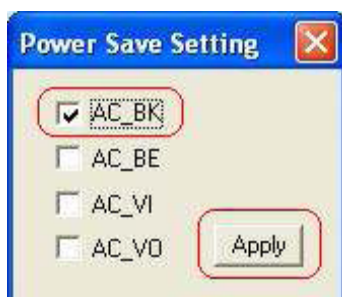 Power Save Setting
AC_BK
AC_BE
AC_VI
AC_VO
Apply